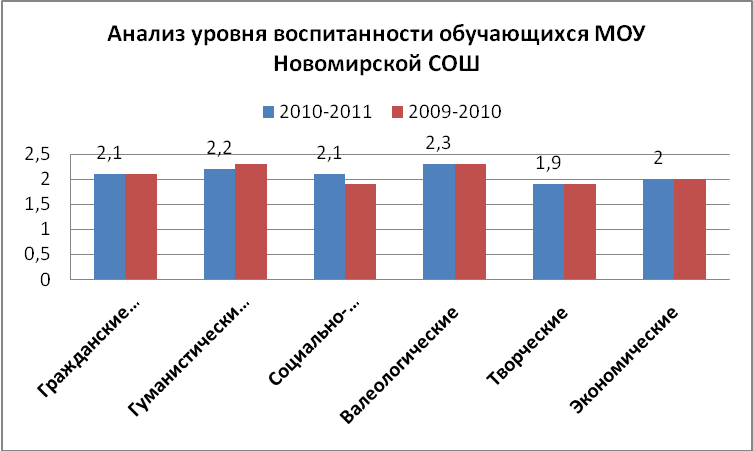 Анализ уровня воспитанности обучающихся МОУ
Новомирской СОШ
2010-2011 2009-2010
2,1 2,2 2,1 2,3 1,9 2
2,5
2
1,5
1
0,5
0
Гражданские...
Гуманистически...
Социально-...
Валеологические
Творческие
Экономические